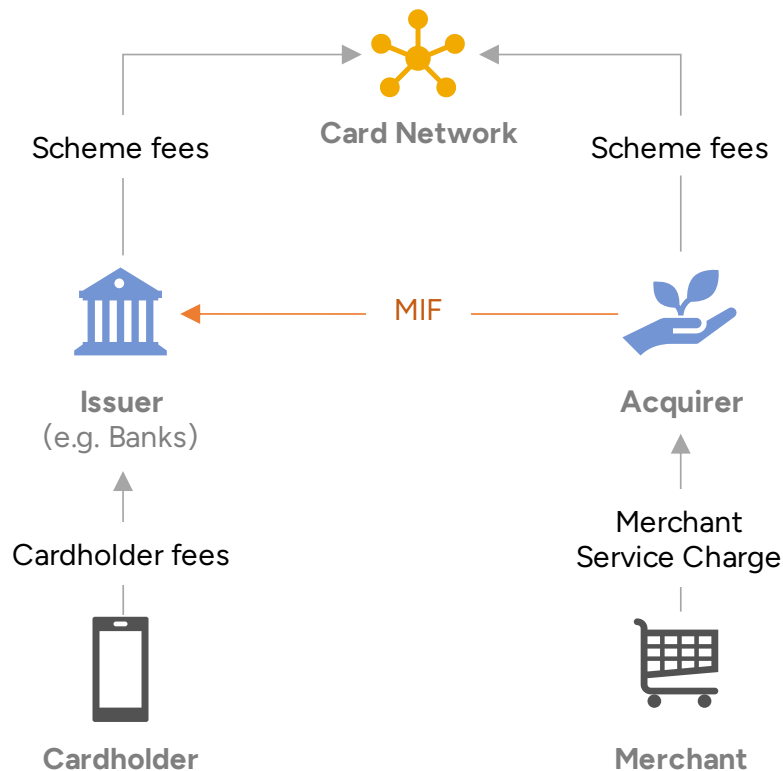 Card Network
Scheme fees
Scheme fees
MIF
Issuer
(e.g. Banks)
Acquirer
Cardholder fees
Merchant
Service Charge
Cardholder
Merchant